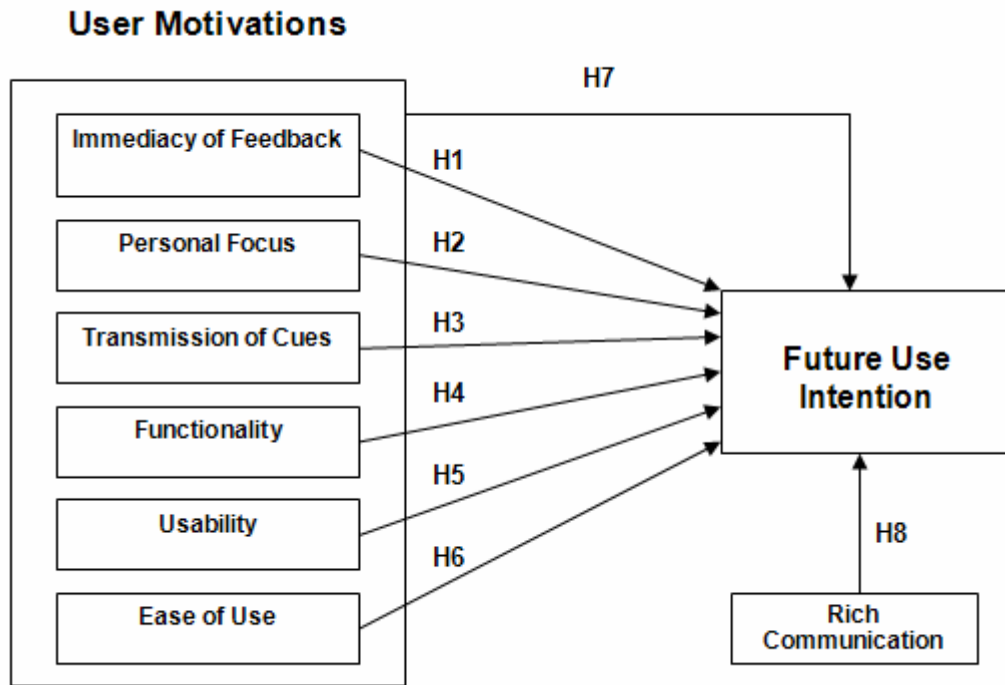 User Motivations
H7
Immediacy of Feedback
H1
Personal Focus
H2
Transmission of Cues
H3
Future Use
Intention
H4
Functionality
H5
Usability
H6
H8
Ease of Use
Rich
Communication